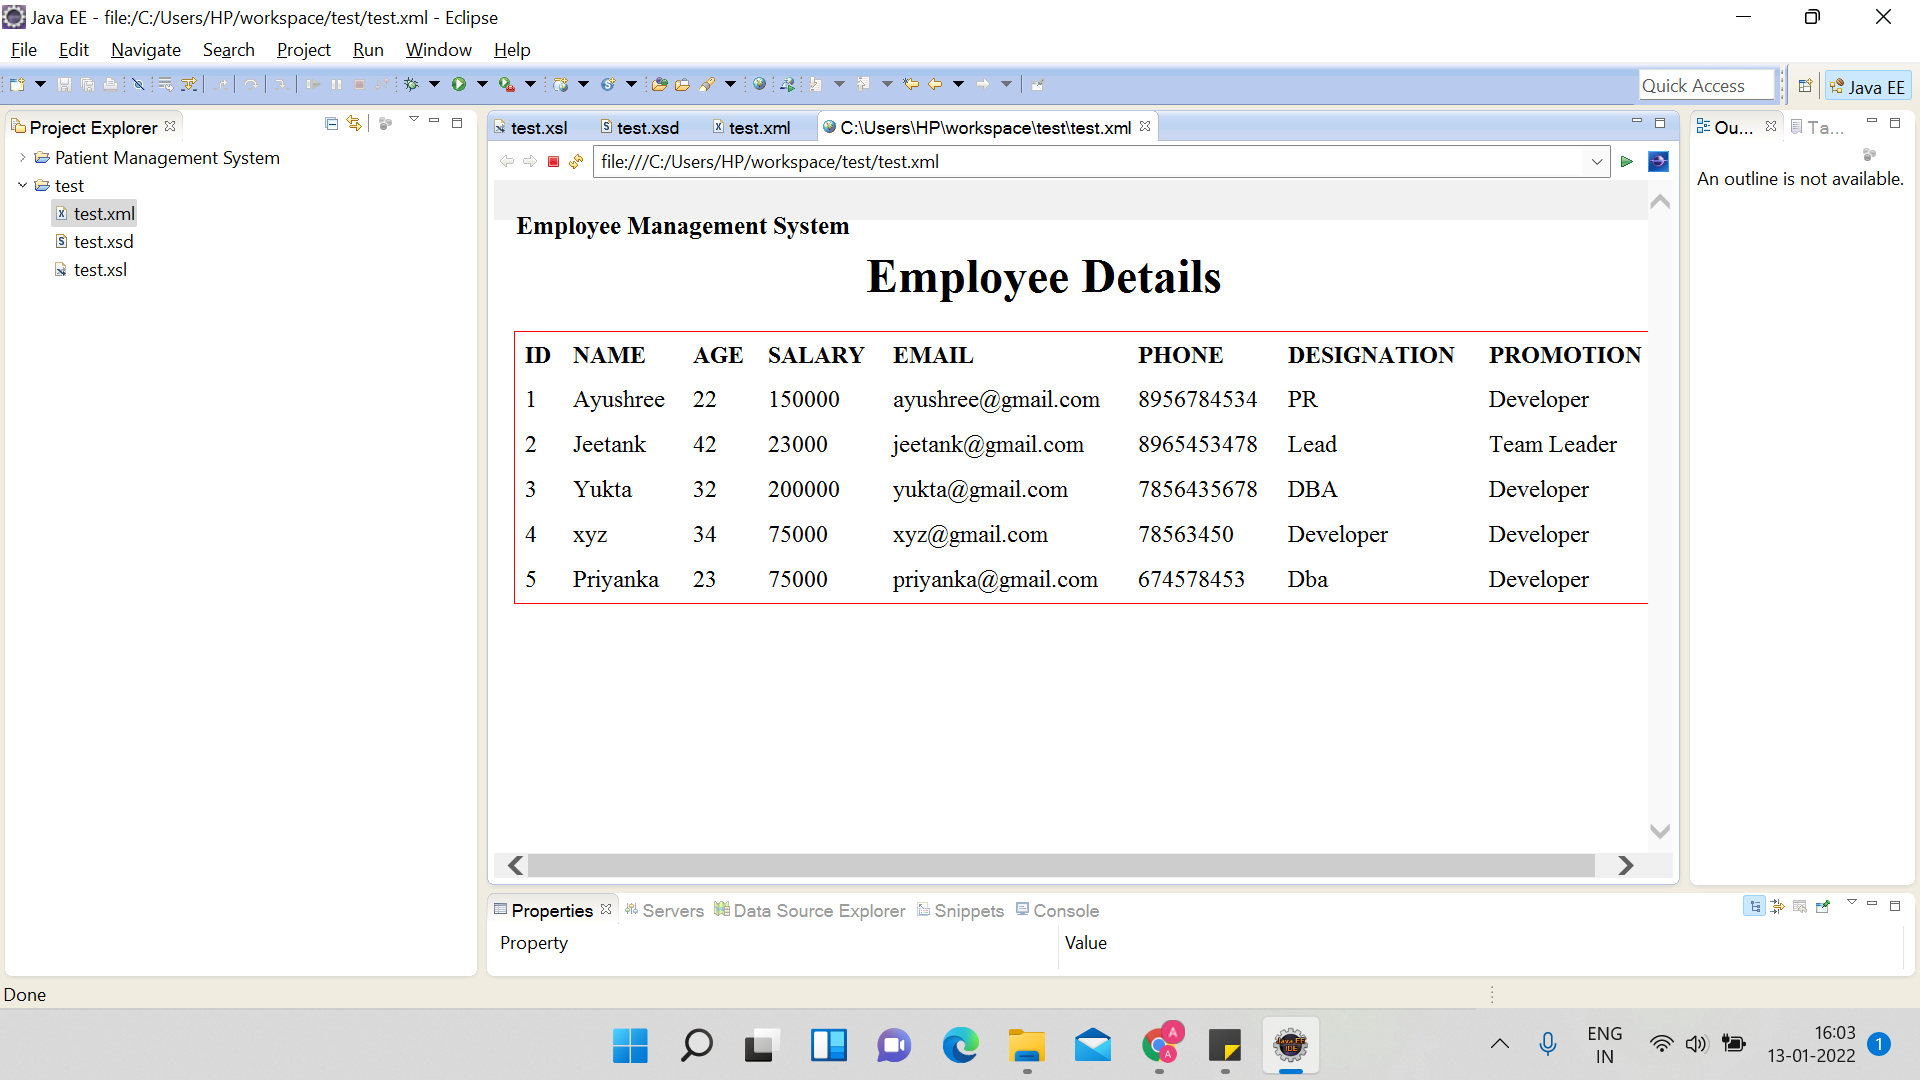 Java EE - file:/C:/Users/HP/workspace/test/test.xml - Eclipse
File Edit Navigate Search Project Run Window Help
Quick Access
Java EE
Project Explorer
Patient Management System
test
test.xml
test.xsd
test.xsl
test.xsl test.xsd test.xml C:\Users\HP\workspace\test\test.xml
file:///C:/Users/HP/workspace/test/test.xml
Employee Management System
Employee Details
ID NAME AGE SALARY EMAIL PHONE DESIGNATION PROMOTION
1 Ayushree 22 150000 ayushree@gmail.com 8956784534 PR Developer
2 Jeetank 42 23000 jeetank@gmail.com 8965453478 Lead Team Leader
3 Yukta 32 200000 yukta@gmail.com 7856435678 DBA Developer
4 xyz 34 75000 xyz@gmail.com 78563450 Developer Developer
5 Priyanka 23 75000 priyanka@gmail.com 674578453 Dba Developer
Ou... Ta...
An outline is not available.
Properties Servers Data Source Explorer Snippets Console
Property Value
Done
ENG
IN
16:03
13-01-2022
1